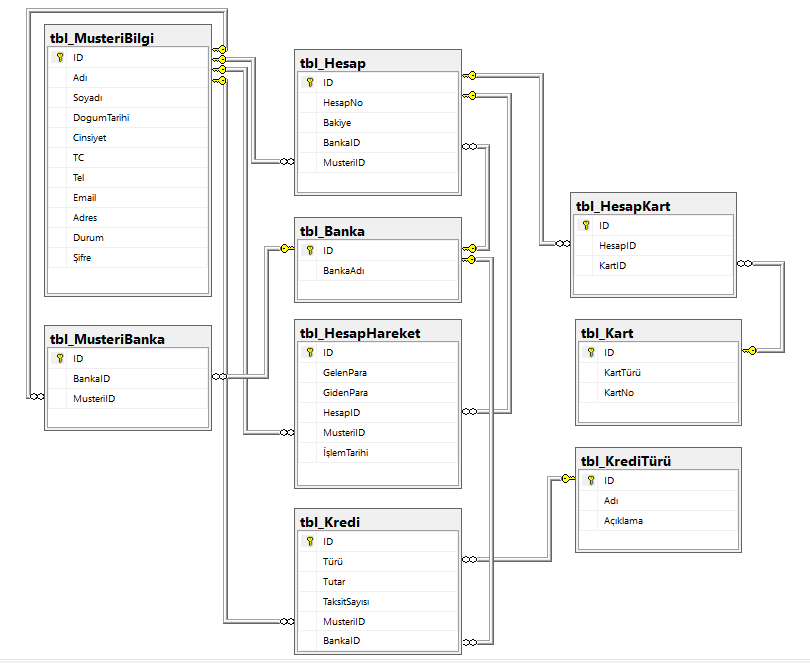 tbl_MusteriBilgi
ID
Adı
Soyadı
DogumTarihi
Cinsiyet
TC
Tel
Email
Adres
Durum
Şifre
tbl_MusteriBanka
ID
BankaID
MusteriID
tbl_Hesap
ID
HesapNo
Bakiye
BankaID
MusteriID
tbl_Banka
ID
BankaAdı
tbl_HesapHareket
ID
GelenPara
GidenPara
HesapID
MusteriID
İşlemTarihi
tbl_Kredi
ID
Türü
Tutar
TaksitSayısı
MusteriID
BankaID
tbl_HesapKart
ID
HesapID
KartID
tbl_Kart
ID
KartTürü
KartNo
tbl_KrediTürü
ID
Adı
Açıklama